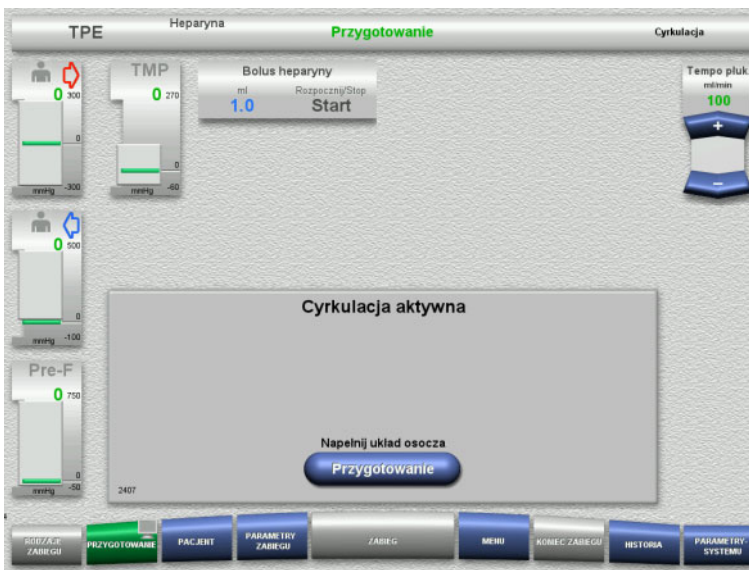 TPE
Heparyna
Przygotowanie
Cyrkulacja
0
300
0
mmHg
-300
TMP
0
270
0
mmHg
-60
Bolus heparyny
ml
Rozpocznij/Stop
1.0
Start
Tempo pluk.
ml/min
100
+
–
0
500
0
mmHg
-100
Pre-F
0
750
0
mmHg
-50
Cyrkulacja aktywna
Napełnij układ osocza
Przygotowanie
2407
RODZAJE
ZABIEGU
PRZYGOTOWANIE
PACJENT
PARAMETRY
ZABIEGU
ZABIEG
MENU
KONIEC ZABIEGU
HISTORIA
PARAMETRY-
SYSTEMU